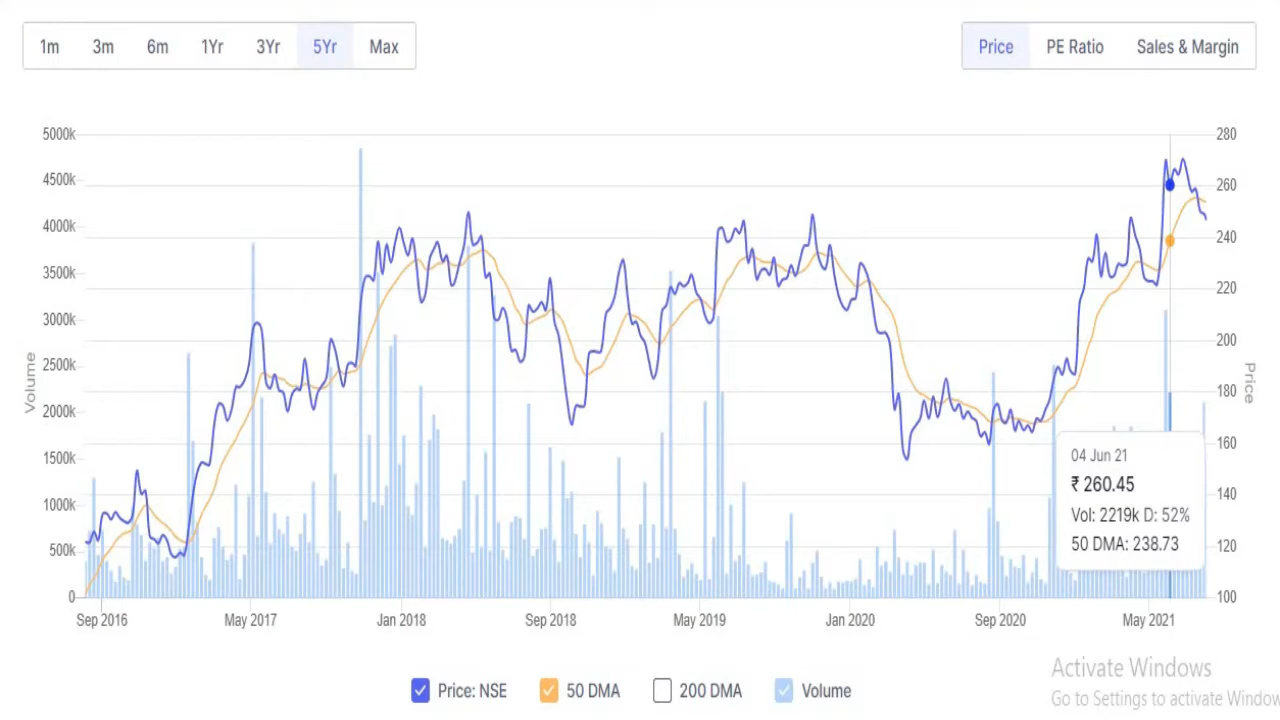 1m 3m 6m 1Yr 3Yr 5Yr Max
Price PE Ratio Sales & Margin
5000k 280
4500k 260
4000k 240
3500k 220
3000k 200
2500k 180
2000k 160
1500k 140
1000k 120
500k 100
0
Volume
Price
04 Jun 21
₹ 260.45
Vol: 2219k D: 52%
50 DMA: 238.73
Sep 2016 May 2017 Jan 2018 Sep 2018 May 2019 Jan 2020 Sep 2020 May 2021
Price: NSE 50 DMA 200 DMA Volume
Activate Windows
Go to Settings to activate Window